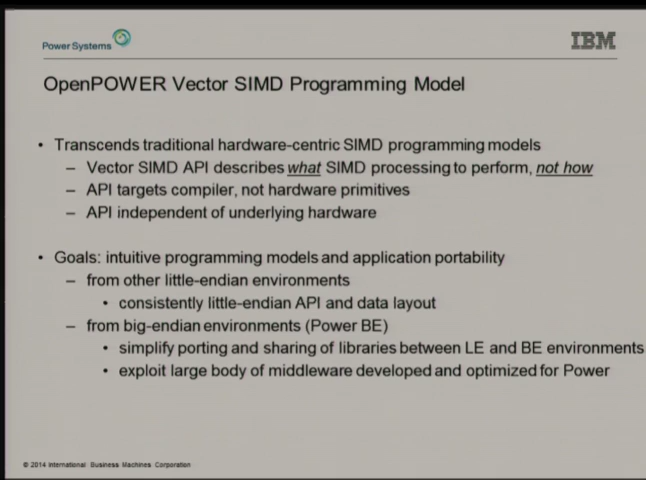 Power Systems
IBM
OpenPOWER Vector SIMD Programming Model
• Transcends traditional hardware-centric SIMD programming models
– Vector SIMD API describes what SIMD processing to perform, not how
– API targets compiler, not hardware primitives
– API independent of underlying hardware
• Goals: intuitive programming models and application portability
– from other little-endian environments
• consistently little-endian API and data layout
– from big-endian environments (Power BE)
• simplify porting and sharing of libraries between LE and BE environments
• exploit large body of middleware developed and optimized for Power
© 2014 International Business Machines Corporation